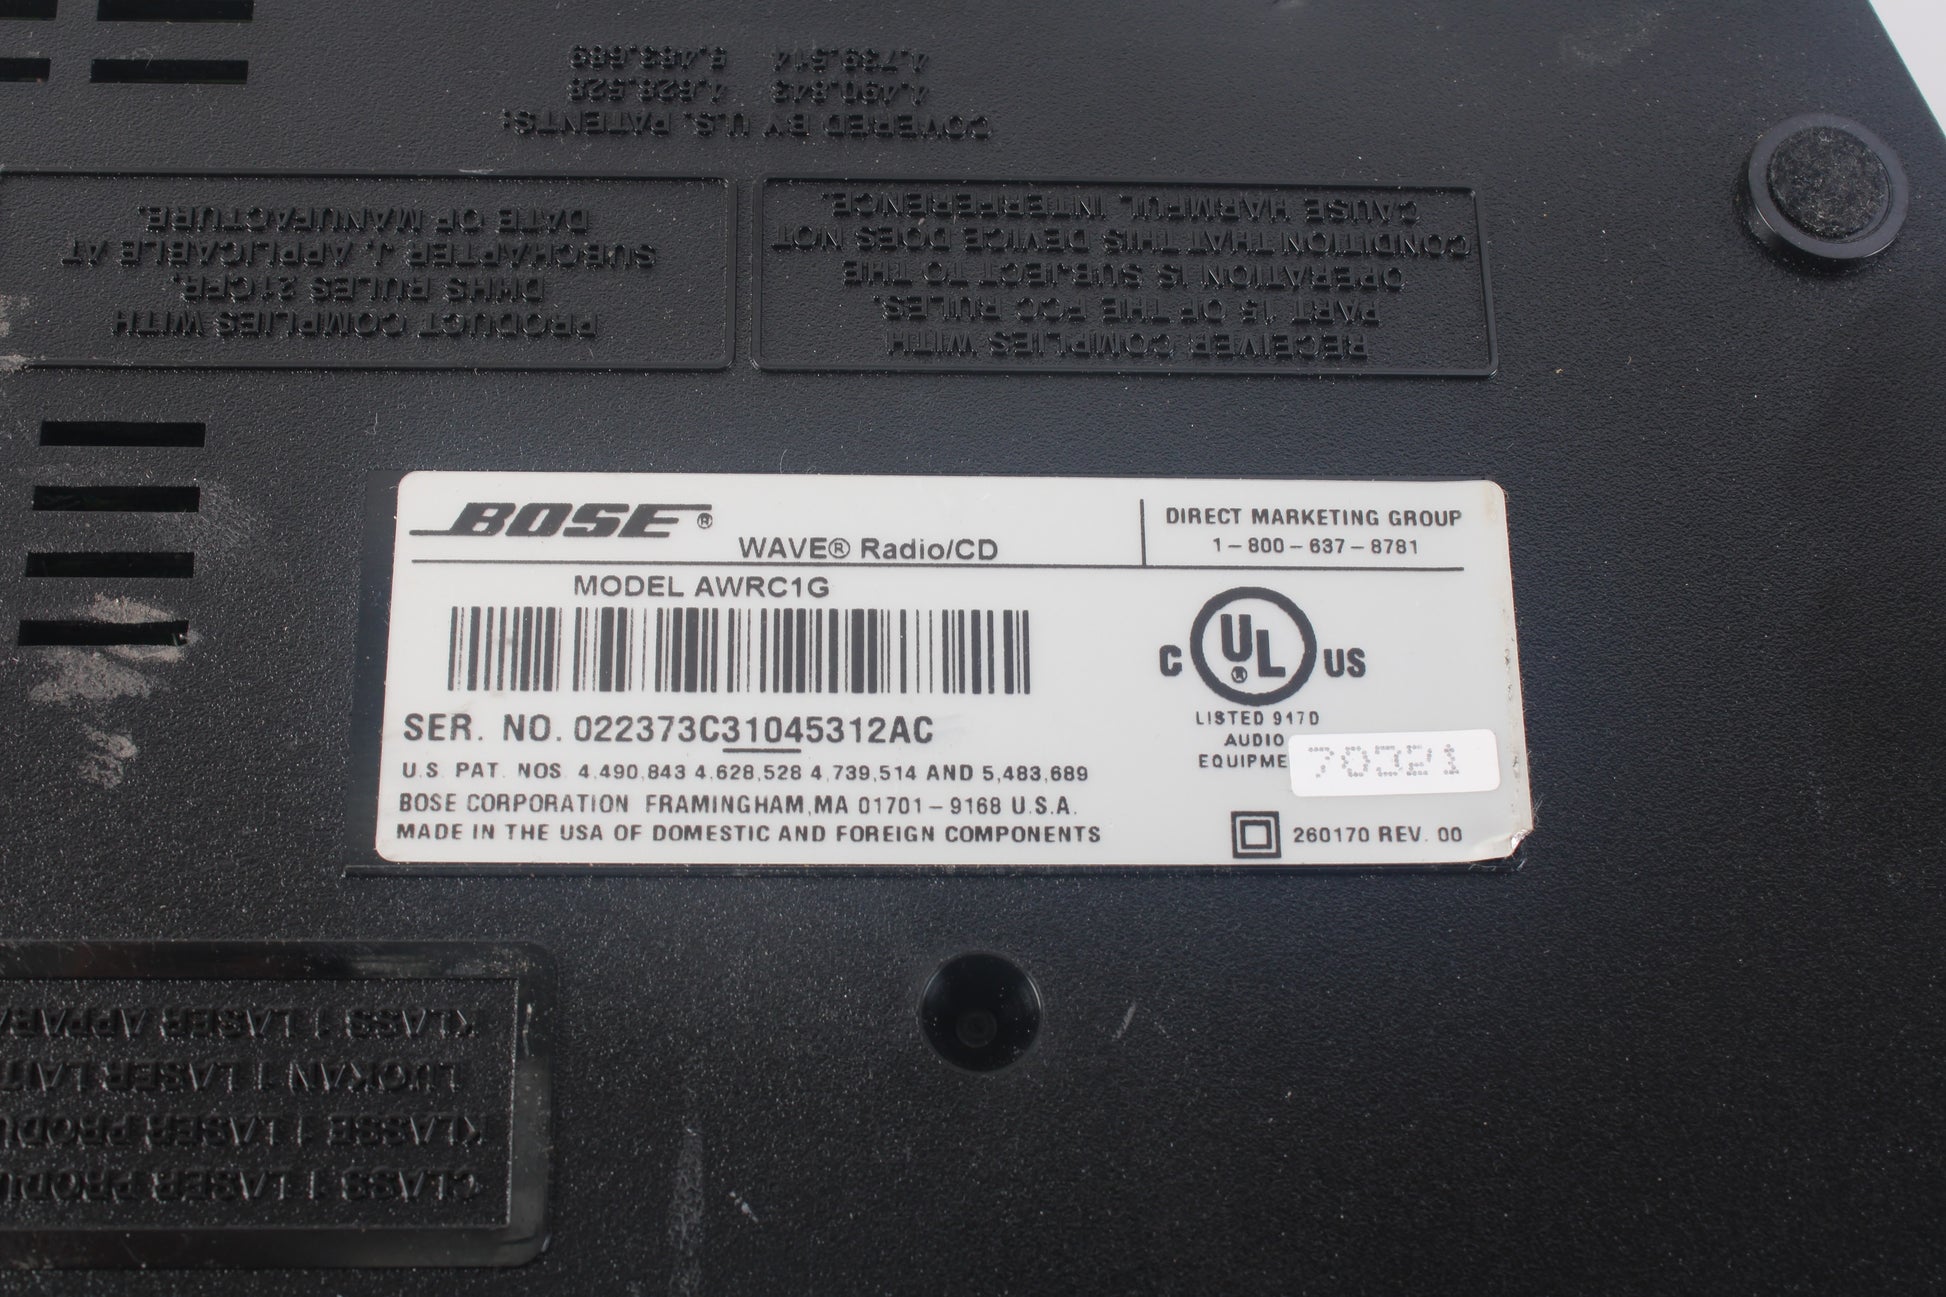 BOSE®
WAVE® Radio/CD
MODEL AWRC1G
DIRECT MARKETING GROUP
1-800-637-8781
C UL® US
LISTED 917D
AUDIO
EQUIPME
70321
SER. NO. 022373C31045312AC
U.S. PAT. NOS. 4,490,843 4,628,528 4,739,514 AND 5,483,689
BOSE CORPORATION FRAMINGHAM, MA 01701-9168 U.S.A.
MADE IN THE USA OF DOMESTIC AND FOREIGN COMPONENTS
260170 REV. 00
COVERED BY U.S. PATENTS:
4,490,843 4,628,528
4,739,514 5,483,689
RECEIVER COMPLIES WITH
PART 15 OF THE FCC RULES.
OPERATION IS SUBJECT TO THE
CONDITION THAT THIS DEVICE DOES NOT
CAUSE HARMFUL INTERFERENCE.
PRODUCT COMPLIES WITH
DHHS RULES 21CFR,
SUBCHAPTER J, APPLICABLE AT
DATE OF MANUFACTURE.
CLASS 1 LASER PRODU
KLASSE 1 LASER PRODU
LUOKAN 1 LASER LAIT
KLASS 1 LASER APPARA